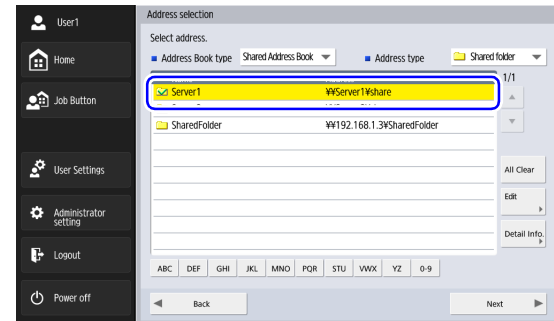 User1
Home
Job Button
User Settings
Administrator
setting
Logout
Power off
Address selection
Select address.
Address Book type Shared Address Book Address type Shared folder
1/1
Server1 ¥¥Server1¥share
SharedFolder ¥¥192.168.1.3¥SharedFolder
All Clear
Edit
Detail Info.
ABC DEF GHI JKL MNO PQR STU VWX YZ 0-9
Back Next